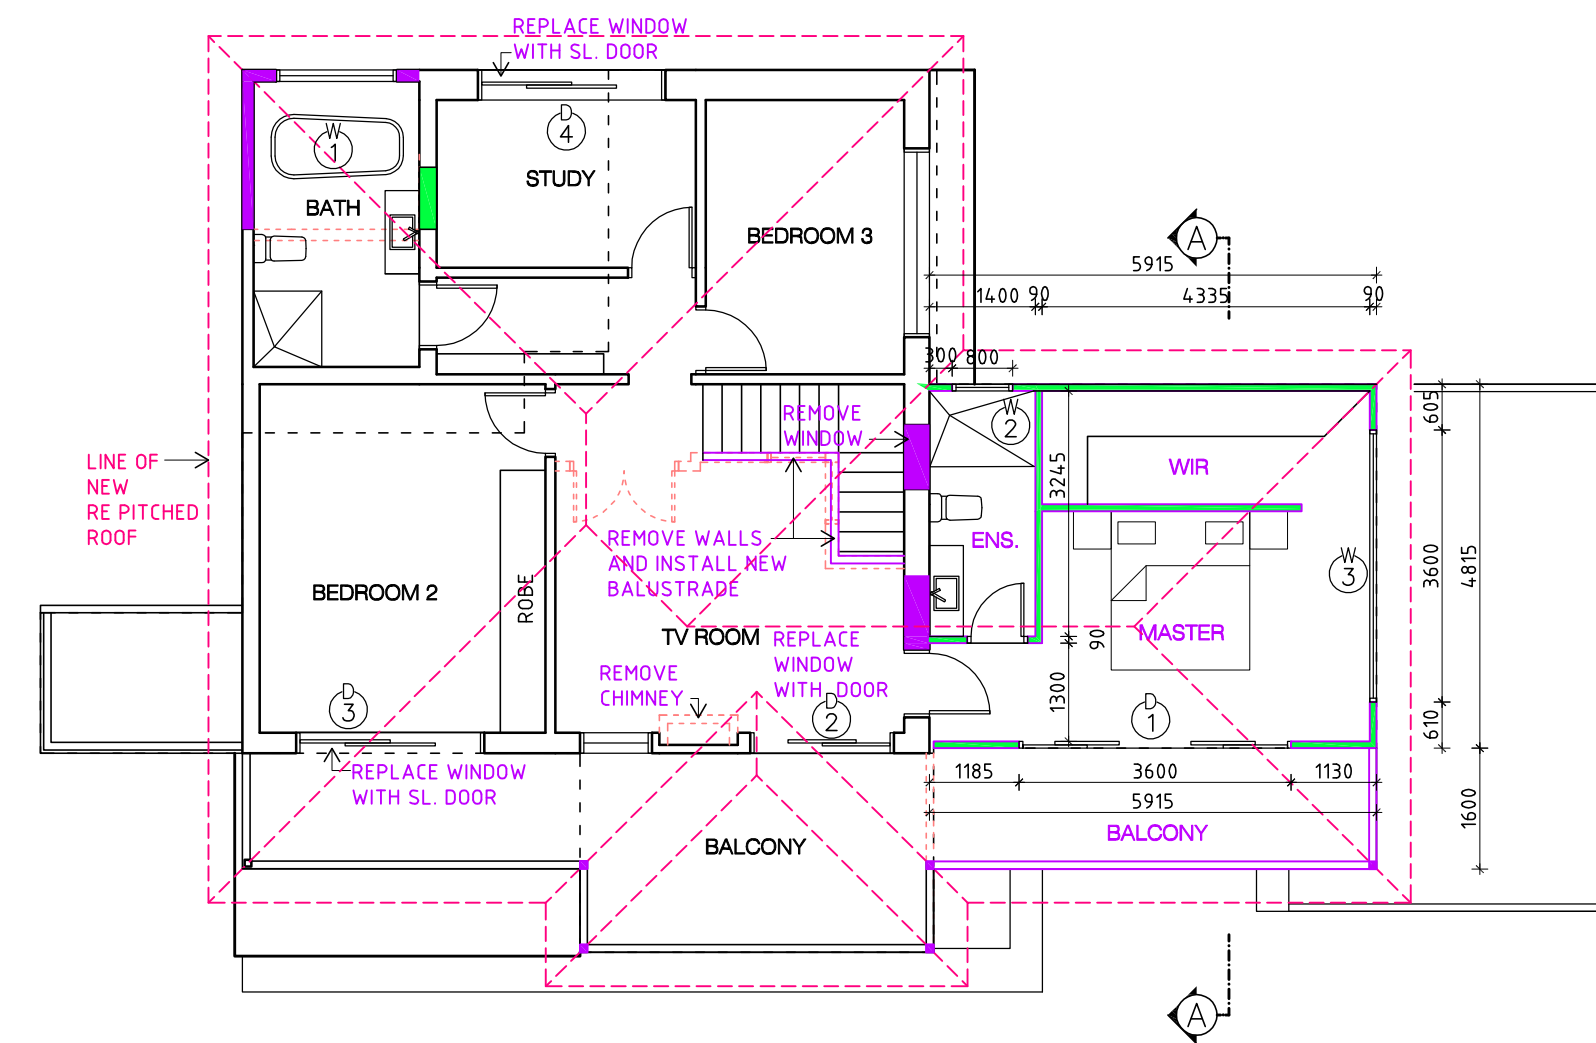 REPLACE WINDOW
WITH SL. DOOR
D
4
W
1
STUDY
BATH
BEDROOM 3
A
5915
1400
90
4335
90
300
800
REMOVE
WINDOW
W
2
605
LINE OF
NEW
RE PITCHED
ROOF
WIR
3245
REMOVE WALLS
AND INSTALL NEW
BALUSTRADE
ENS.
W
3
3600
4815
BEDROOM 2
ROBE
TV ROOM
REPLACE
WINDOW
WITH DOOR
90
MASTER
REMOVE
CHIMNEY
D
3
D
2
1300
D
1
610
REPLACE WINDOW
WITH SL. DOOR
1185
3600
1130
5915
1600
BALCONY
BALCONY
A